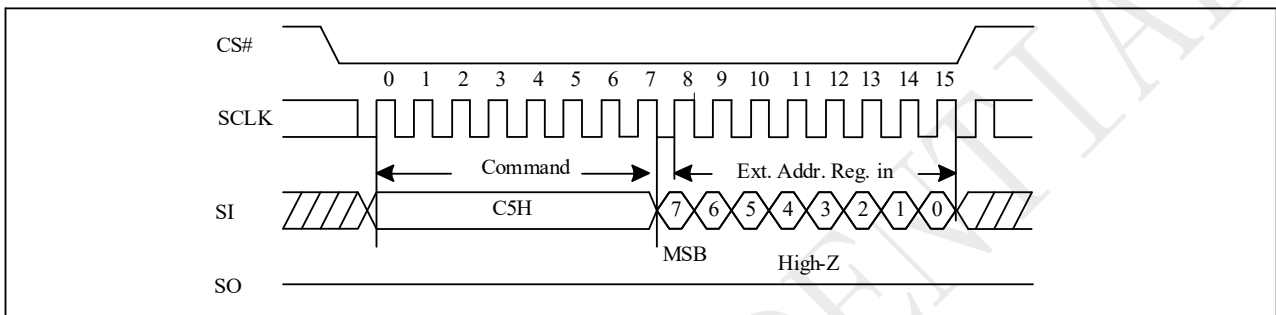 CS#
0 1 2 3 4 5 6 7 8 9 10 11 12 13 14 15
SCLK
Command Ext. Addr. Reg. in
SI C5H 7 6 5 4 3 2 1 0
MSB High-Z
SO